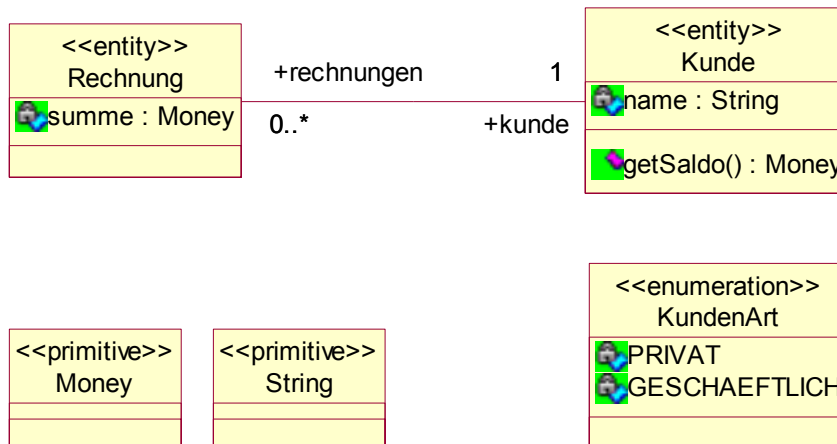 <<entity>>
Rechnung
summe : Money
+rechnungen
0..*
1
+kunde
<<entity>>
Kunde
name : String
getSaldo() : Money
<<primitive>>
Money
<<primitive>>
String
<<enumeration>>
KundenArt
PRIVAT
GESCHAEFTLICH